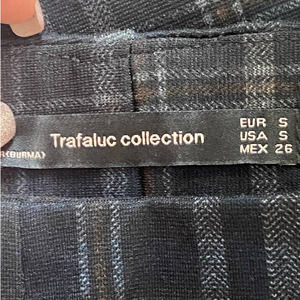 Trafaluc collection
(BURMA)
EUR S
USA S
MEX 26